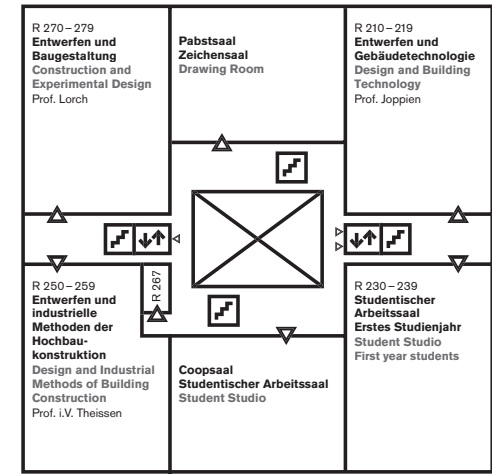 R 270 – 279
Entwerfen und
Baugestaltung
Construction and
Experimental Design
Prof. Lorch
Pabstsaal
Zeichensaal
Drawing Room
R 210 – 219
Entwerfen und
Gebäudetechnologie
Design and Building
Technology
Prof. Joppien
R 267
R 250 – 259
Entwerfen und
industrielle
Methoden der
Hochbau-
konstruktion
Design and Industrial
Methods of Building
Construction
Prof. i.V. Theissen
Coopsaal
Studentischer Arbeitssaal
Student Studio
R 230 – 239
Studentischer
Arbeitssaal
Erstes Studienjahr
Student Studio
First year students